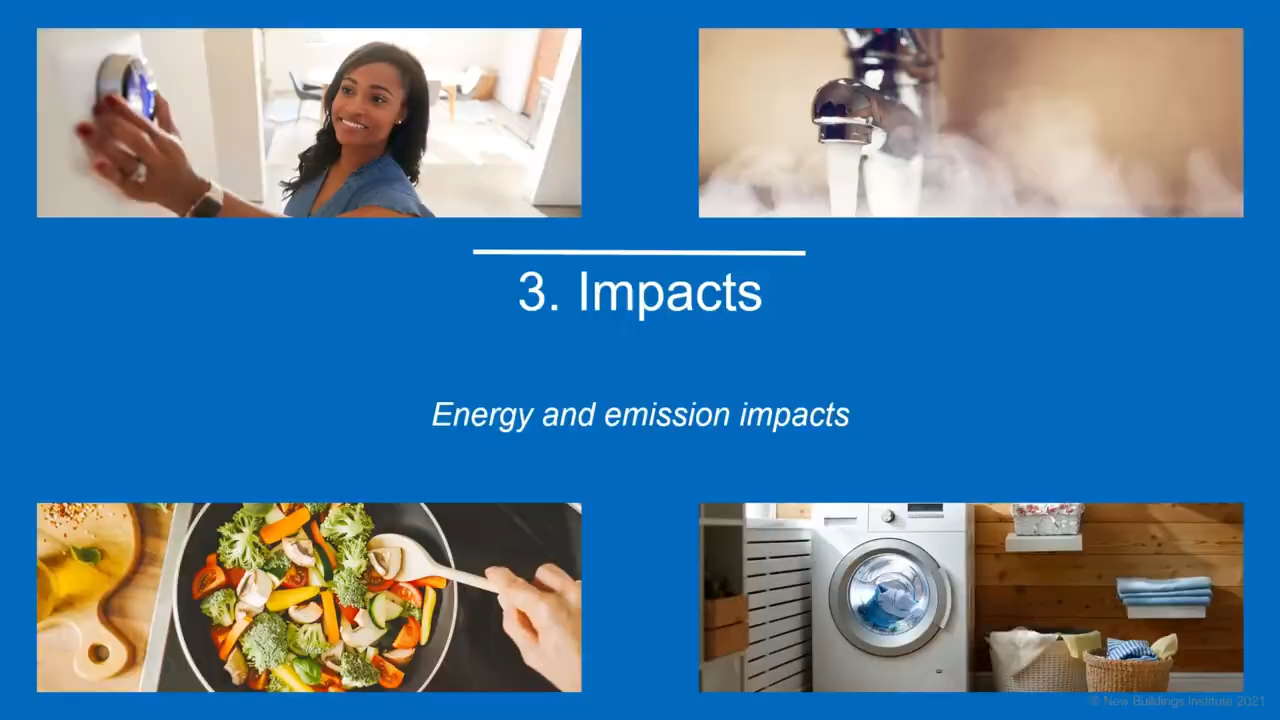 3. Impacts
Energy and emission impacts
© New Buildings Institute 2021